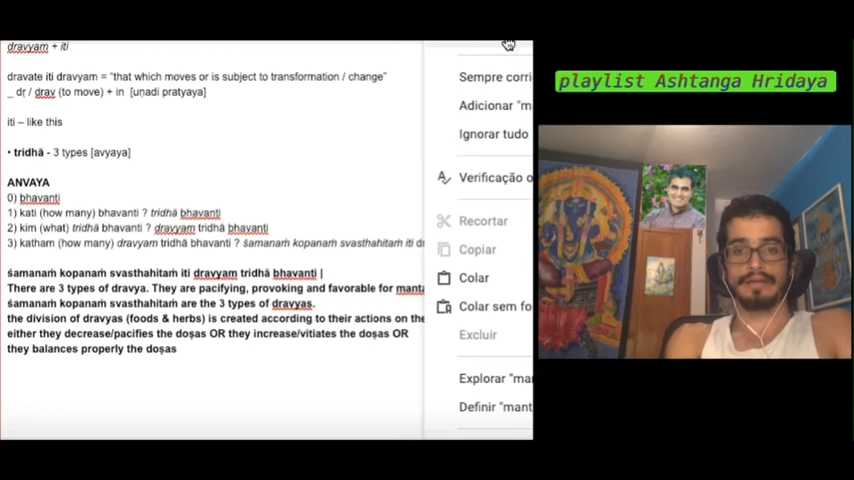 dravyaṃ + iti
dravate iti dravyam = "that which moves or is subject to transformation / change"
_ dṛ / drav (to move) + in [uṇadi pratyaya]
iti – like this
• tridhā - 3 types [avyaya]
ANVAYA
0) bhavanti
1) kati (how many) bhavanti ? tridhā bhavanti
2) kim (what) tridhā bhavanti ? dravyam tridhā bhavanti
3) katham (how many) dravyam tridhā bhavanti ? śamanaṁ kopanaṁ svasthahitaṁ iti
śamanaṁ kopanaṁ svasthahitaṁ iti dravyam tridhā bhavanti |
There are 3 types of dravya. They are pacifying, provoking and favorable for
śamanaṁ kopanaṁ svasthahitaṁ are the 3 types of dravyas.
the division of dravyas (foods & herbs) is created according to their actions on the
either they decrease/pacifies the doṣas OR they increase/vitiates the doṣas OR
they balances properly the doṣas
Sempre corri
Adicionar "m
Ignorar tudo
Verificação o
Recortar
Copiar
Colar
Colar sem fo
Excluir
Explorar "man
Definir "mant
playlist Ashtanga Hridaya